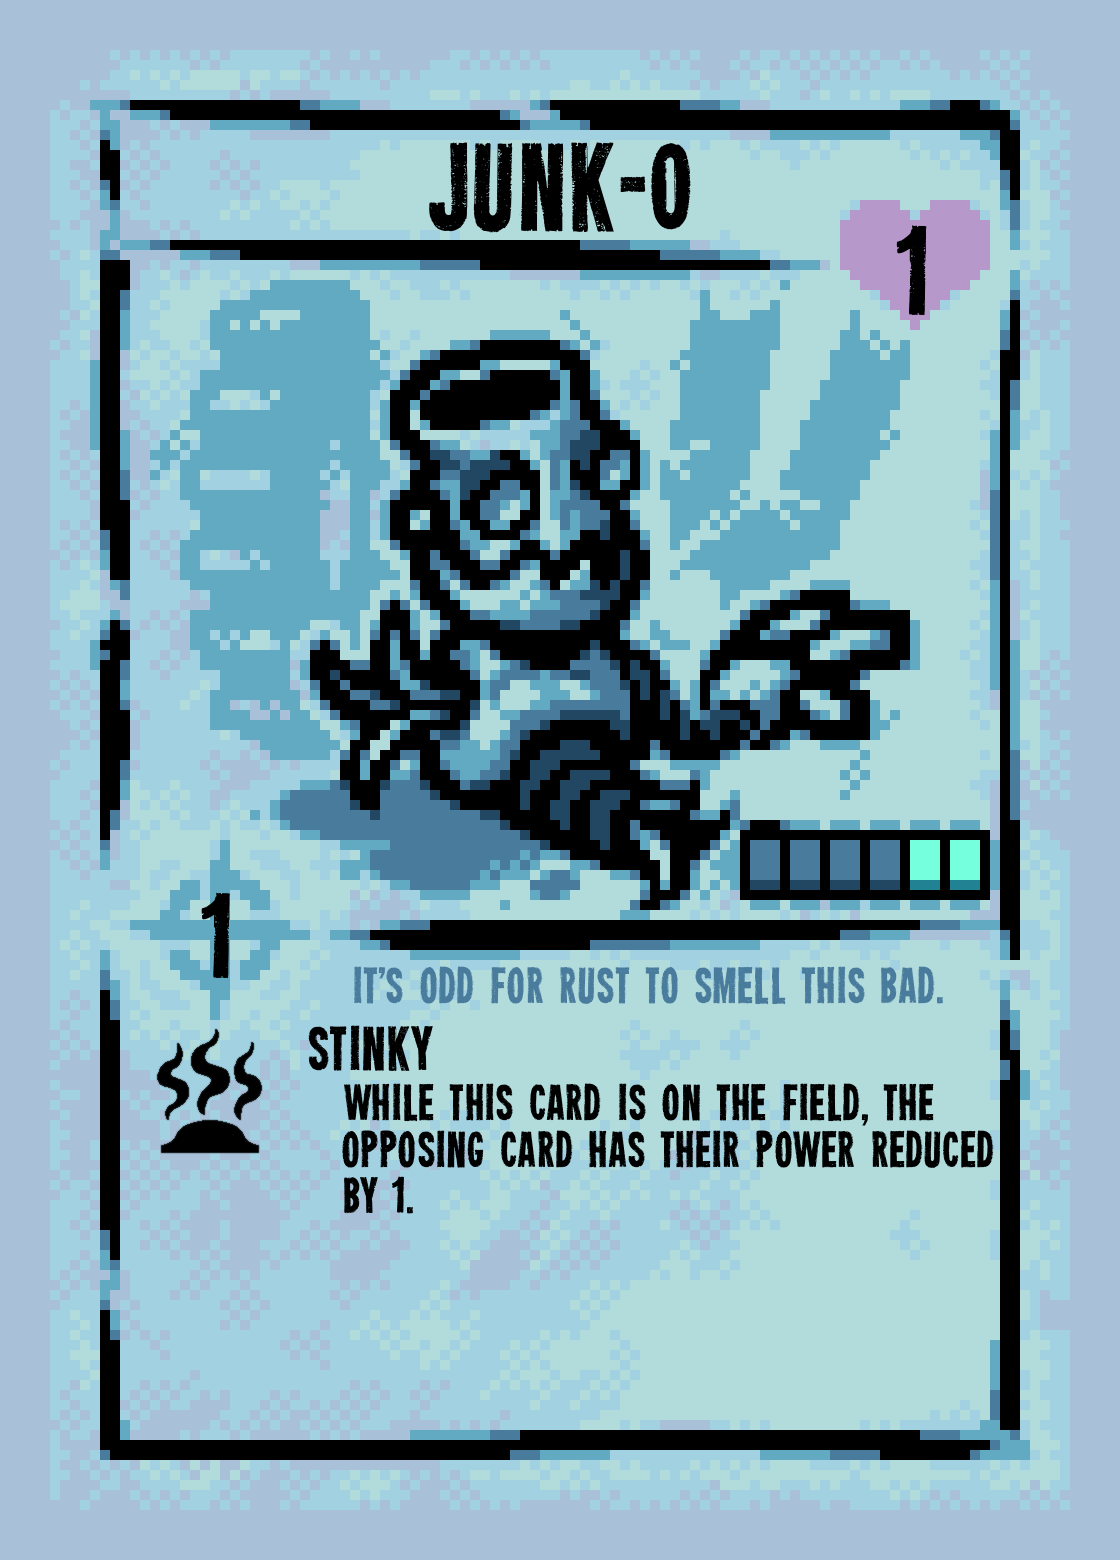 JUNK-O
1
1
IT'S ODD FOR RUST TO SMELL THIS BAD.
STINKY
WHILE THIS CARD IS ON THE FIELD, THE
OPPOSING CARD HAS THEIR POWER REDUCED
BY 1.